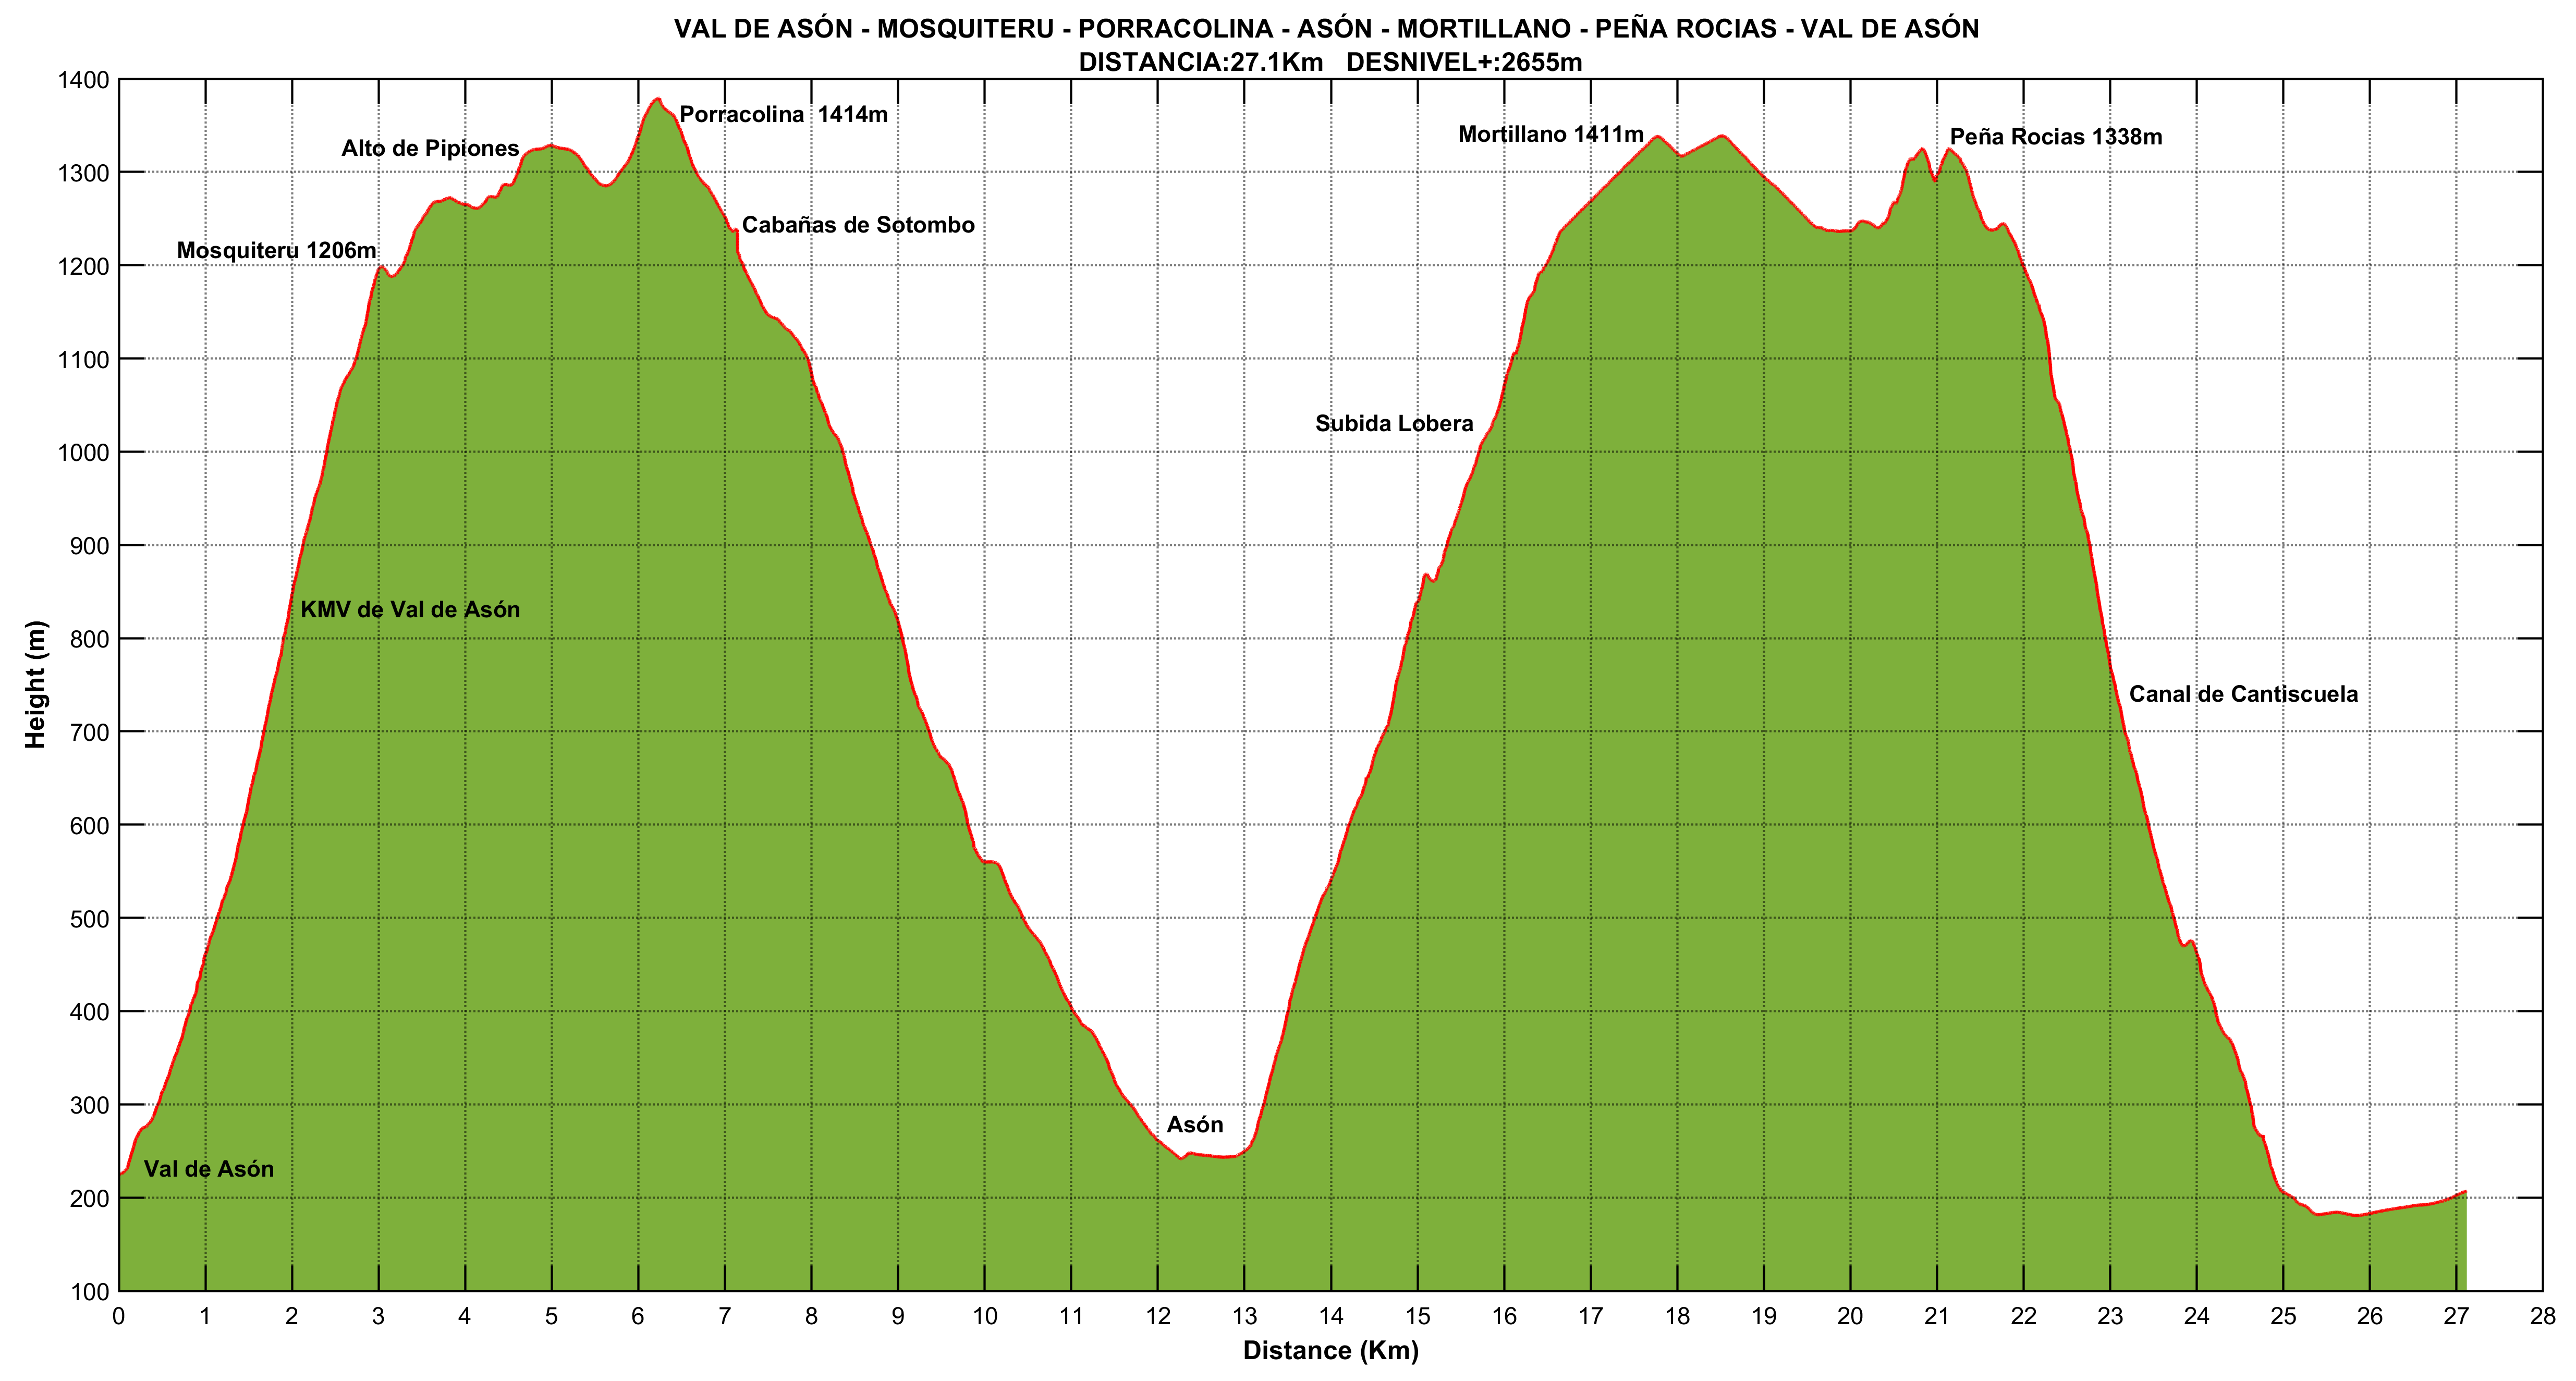 VAL DE ASÓN - MOSQUITERU - PORRACOLINA - ASÓN - MORTILLANO - PEÑA ROCIAS - VAL DE ASÓN
DISTANCIA:27.1Km DESNIVEL+:2655m
1400
Porracolina 1414m
Mortillano 1411m
Peña Rocias 1338m
Alto de Pipiones
1300
Cabañas de Sotombo
Mosquiteru 1206m
1200
1100
Subida Lobera
1000
900
KMV de Val de Asón
800
Height (m)
Canal de Cantiscuela
700
600
500
400
300
Asón
Val de Asón
200
100
0 1 2 3 4 5 6 7 8 9 10 11 12 13 14 15 16 17 18 19 20 21 22 23 24 25 26 27 28
Distance (Km)